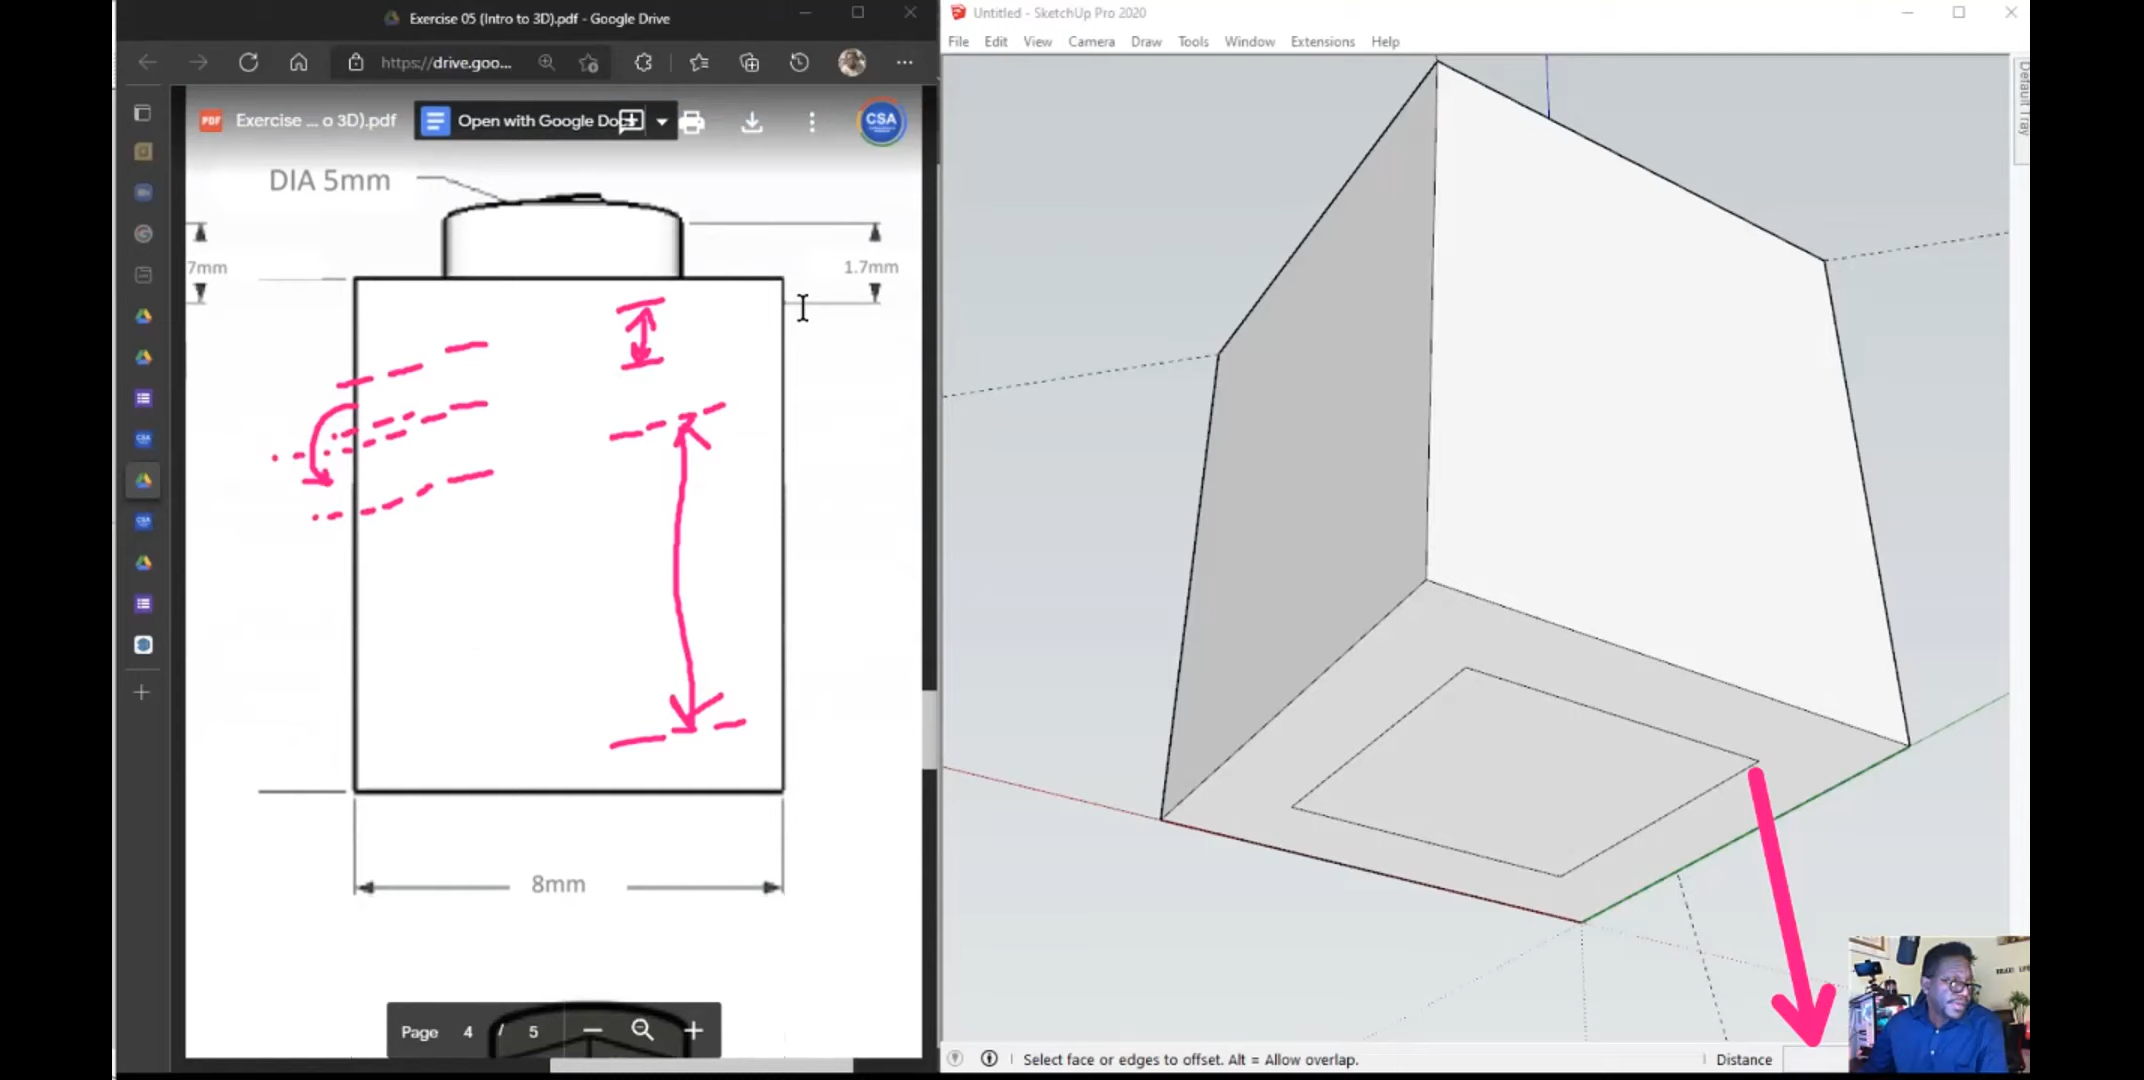 Exercise 05 (Intro to 3D).pdf - Google Drive
https://drive.goo...
PDF Exercise ... o 3D).pdf
Open with Google Doc
CSA
DIA 5mm
7mm
1.7mm
8mm
Page 4 / 5
Untitled - SketchUp Pro 2020
File Edit View Camera Draw Tools Window Extensions Help
Default Tray
Select face or edges to offset. Alt = Allow overlap.
Distance